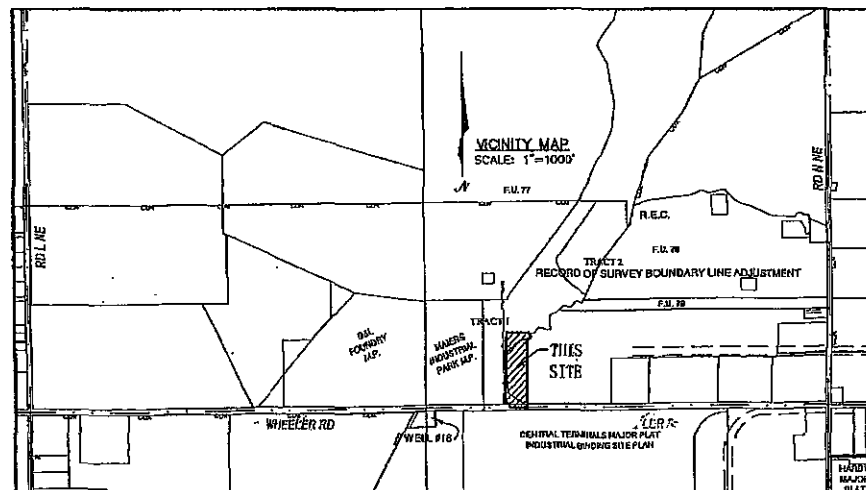 VICINITY MAP
SCALE: 1"=1000'
N
F.U. 77
RD L NE
RD N NE
R.E.C.
F.U. 78
TRACT 2
RECORD OF SURVEY BOUNDARY LINE ADJUSTMENT
F.U. 79
TRACT 1
FOUNDRY
M.P.
MAIERS
INDUSTRIAL
PARK M.P.
THIS
SITE
WHEELER RD
WELL #18
CENTRAL TERMINALS MAJOR PLAT
INDUSTRIAL BINDING SITE PLAN
MAJOR